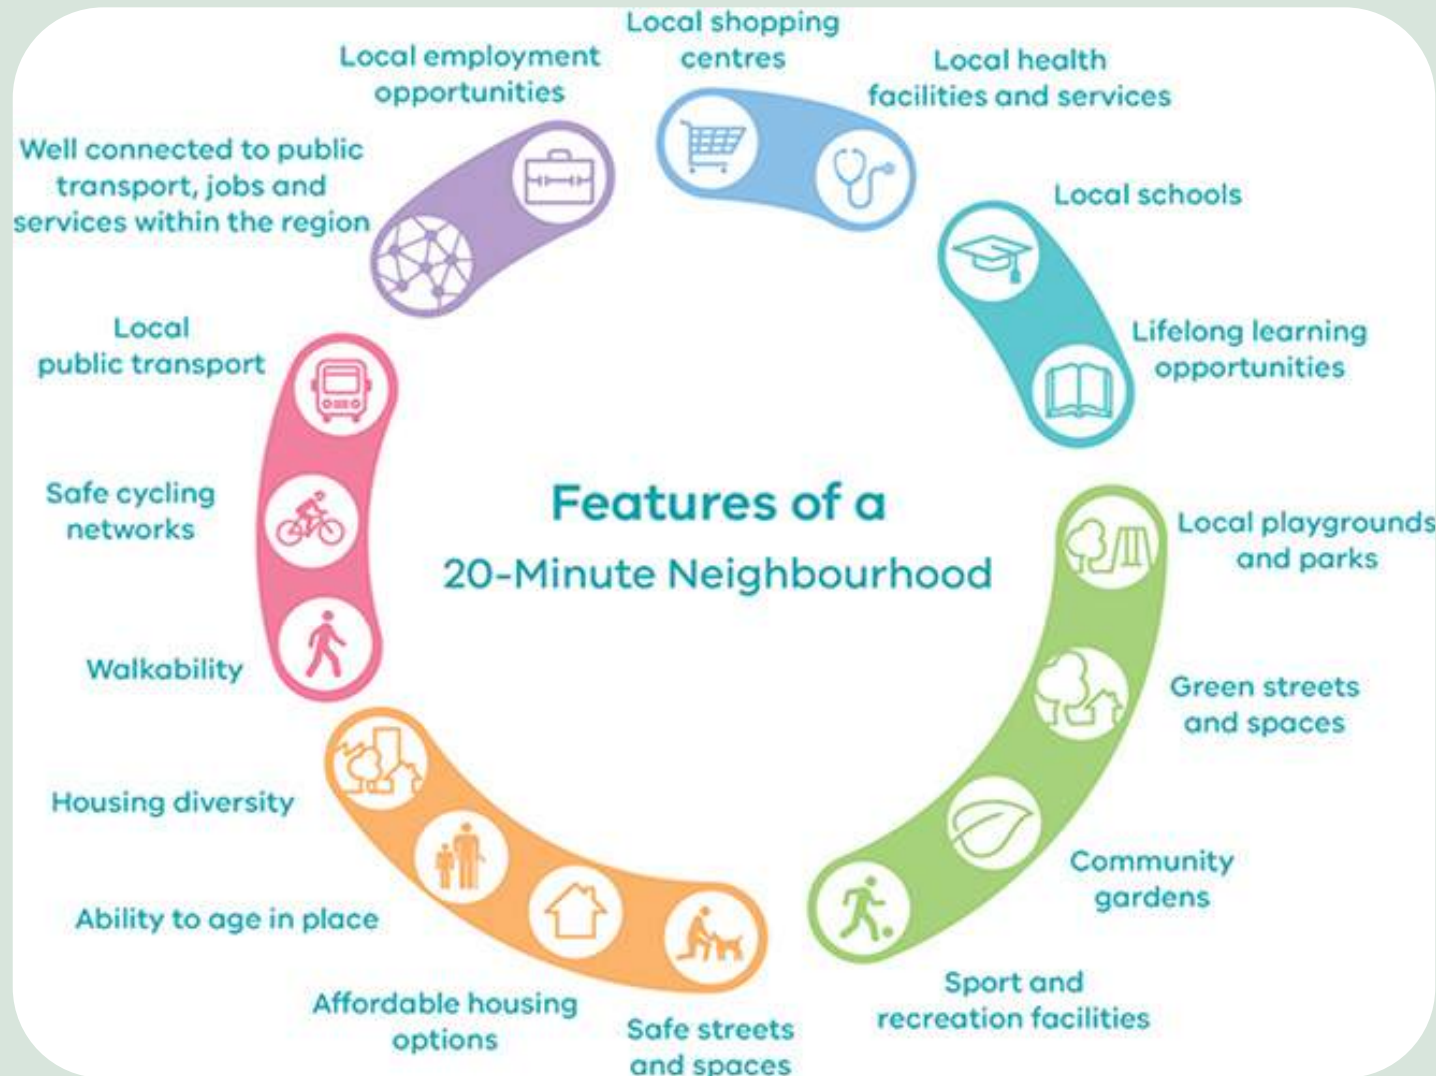 Features of a
20-Minute Neighbourhood
Local shopping
centres
Local health
facilities and services
Local schools
Lifelong learning
opportunities
Local playgrounds
and parks
Green streets
and spaces
Community
gardens
Sport and
recreation facilities
Safe streets
and spaces
Affordable housing
options
Ability to age in place
Housing diversity
Walkability
Safe cycling
networks
Local
public transport
Well connected to public
transport, jobs and
services within the region
Local employment
opportunities